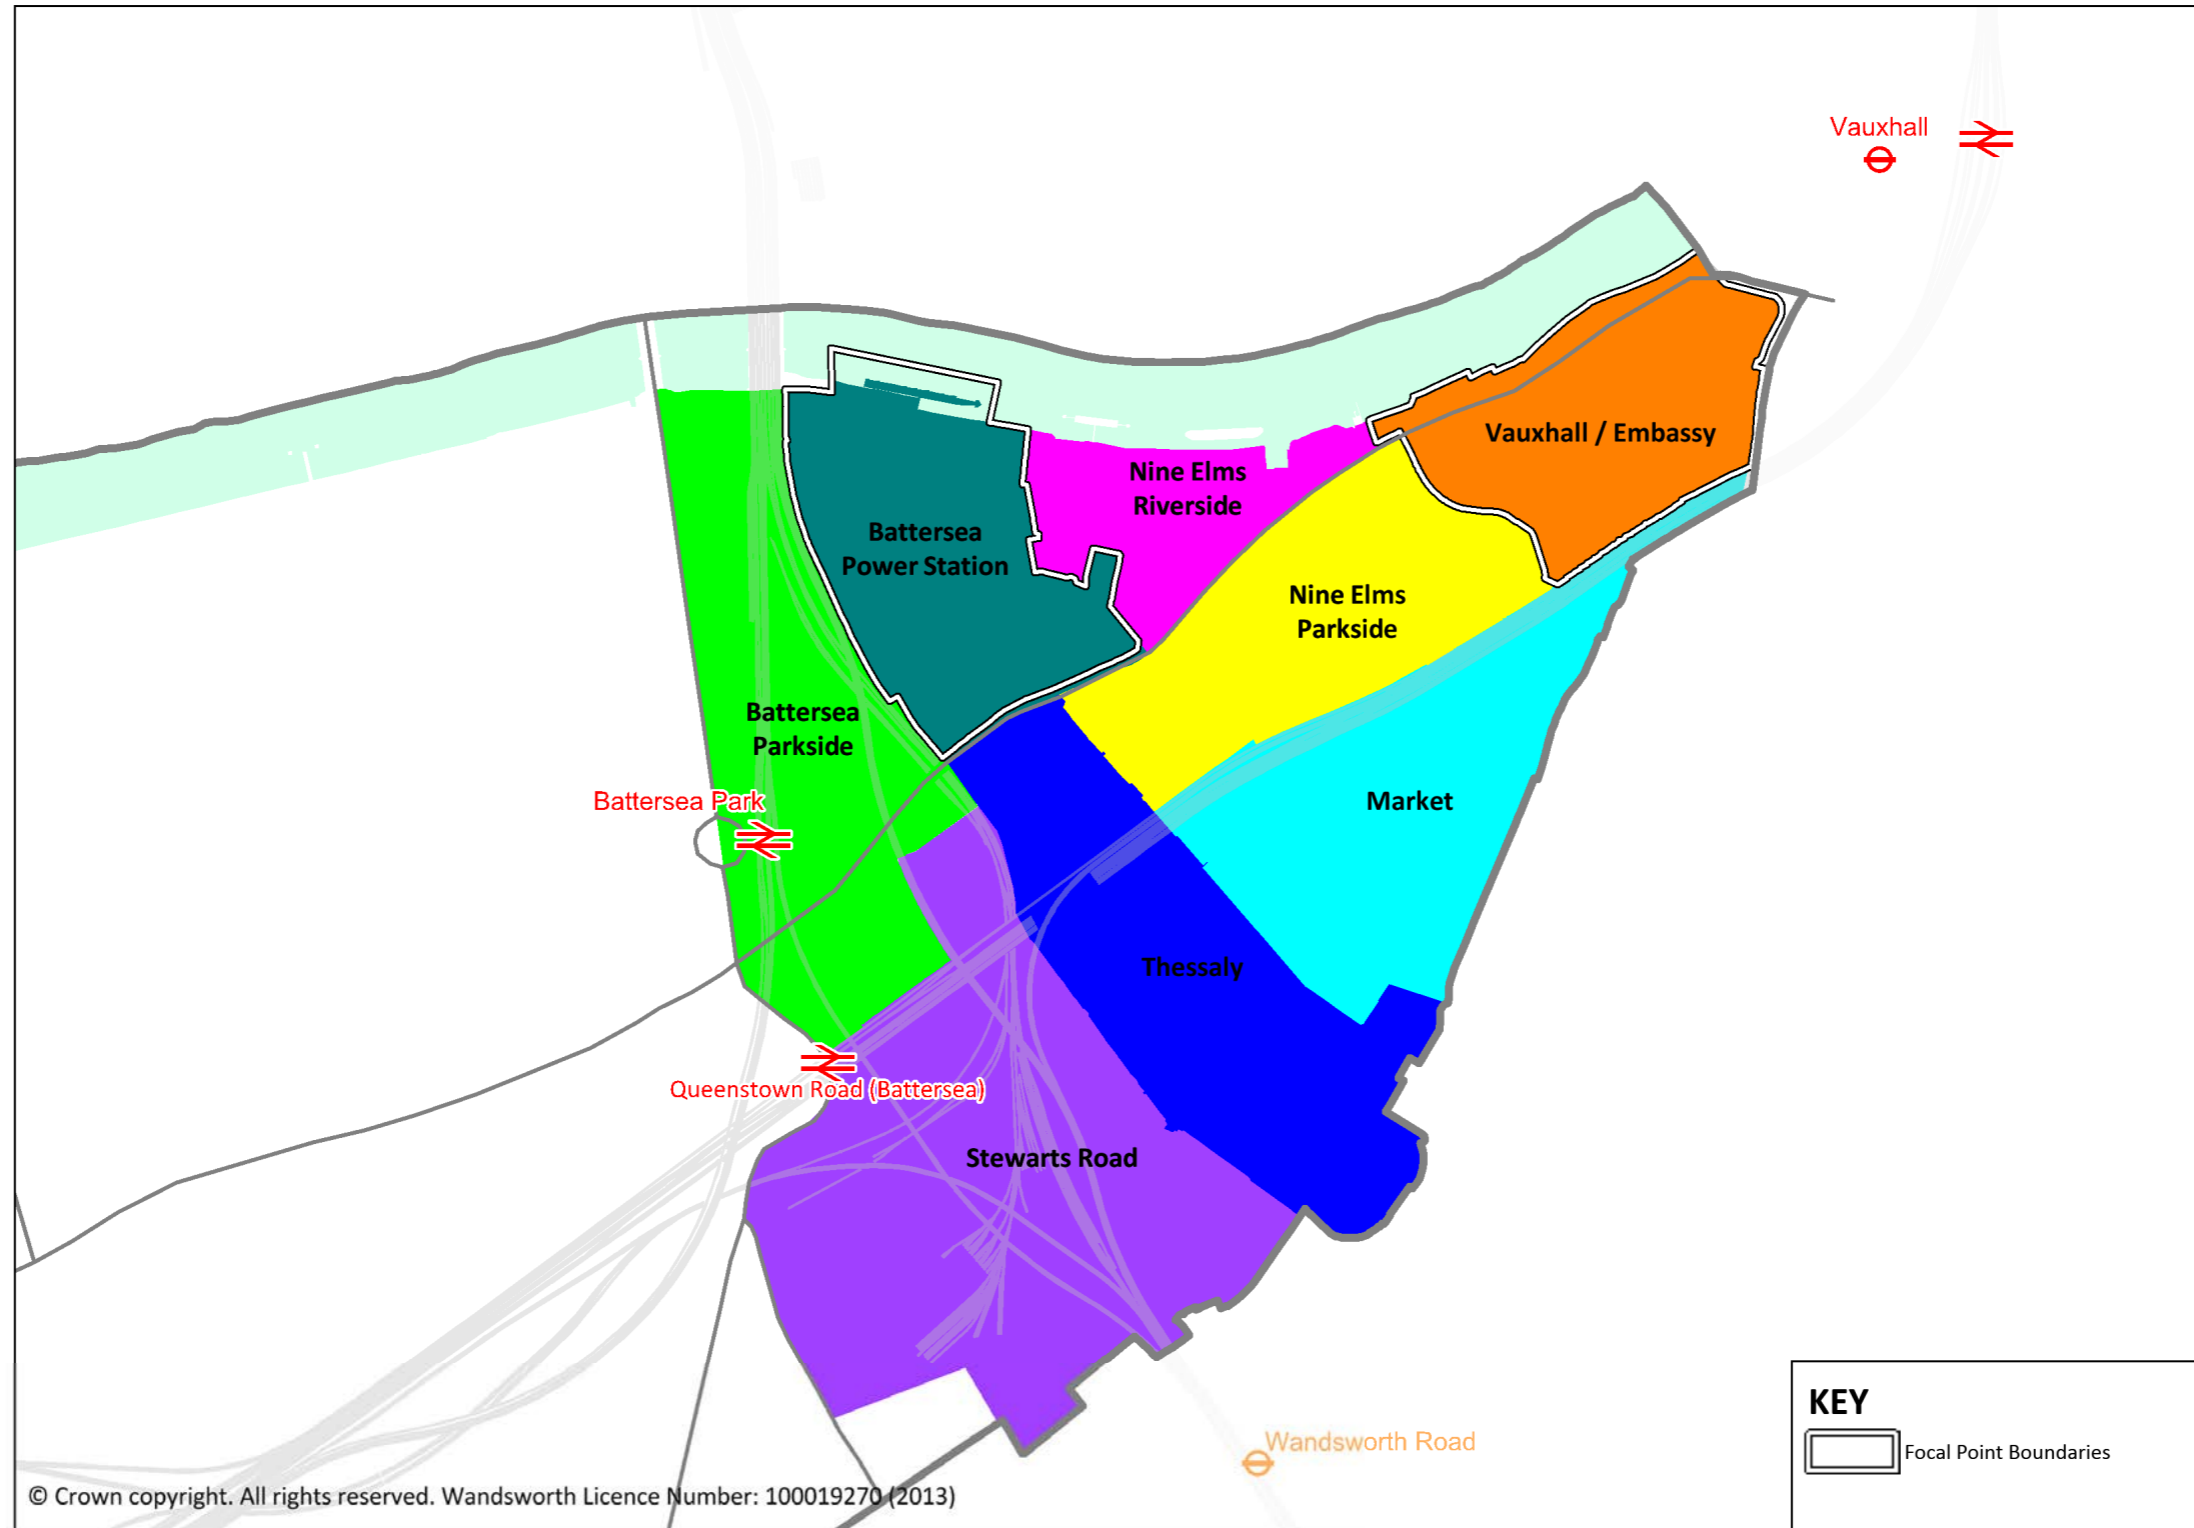 Vauxhall
Vauxhall / Embassy
Nine Elms
Riverside
Battersea
Power Station
Nine Elms
Parkside
Battersea
Parkside
Battersea Park
Market
Thessaly
Queenstown Road (Battersea)
Stewarts Road
Wandsworth Road
KEY
Focal Point Boundaries
© Crown copyright. All rights reserved. Wandsworth Licence Number: 100019270 (2013)